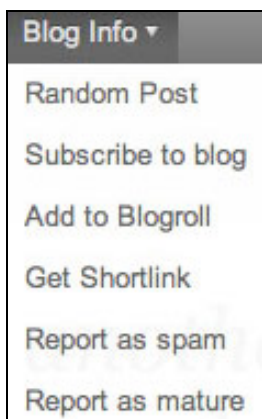 Blog Info ▾
Random Post
Subscribe to blog
Add to Blogroll
Get Shortlink
Report as spam
Report as mature